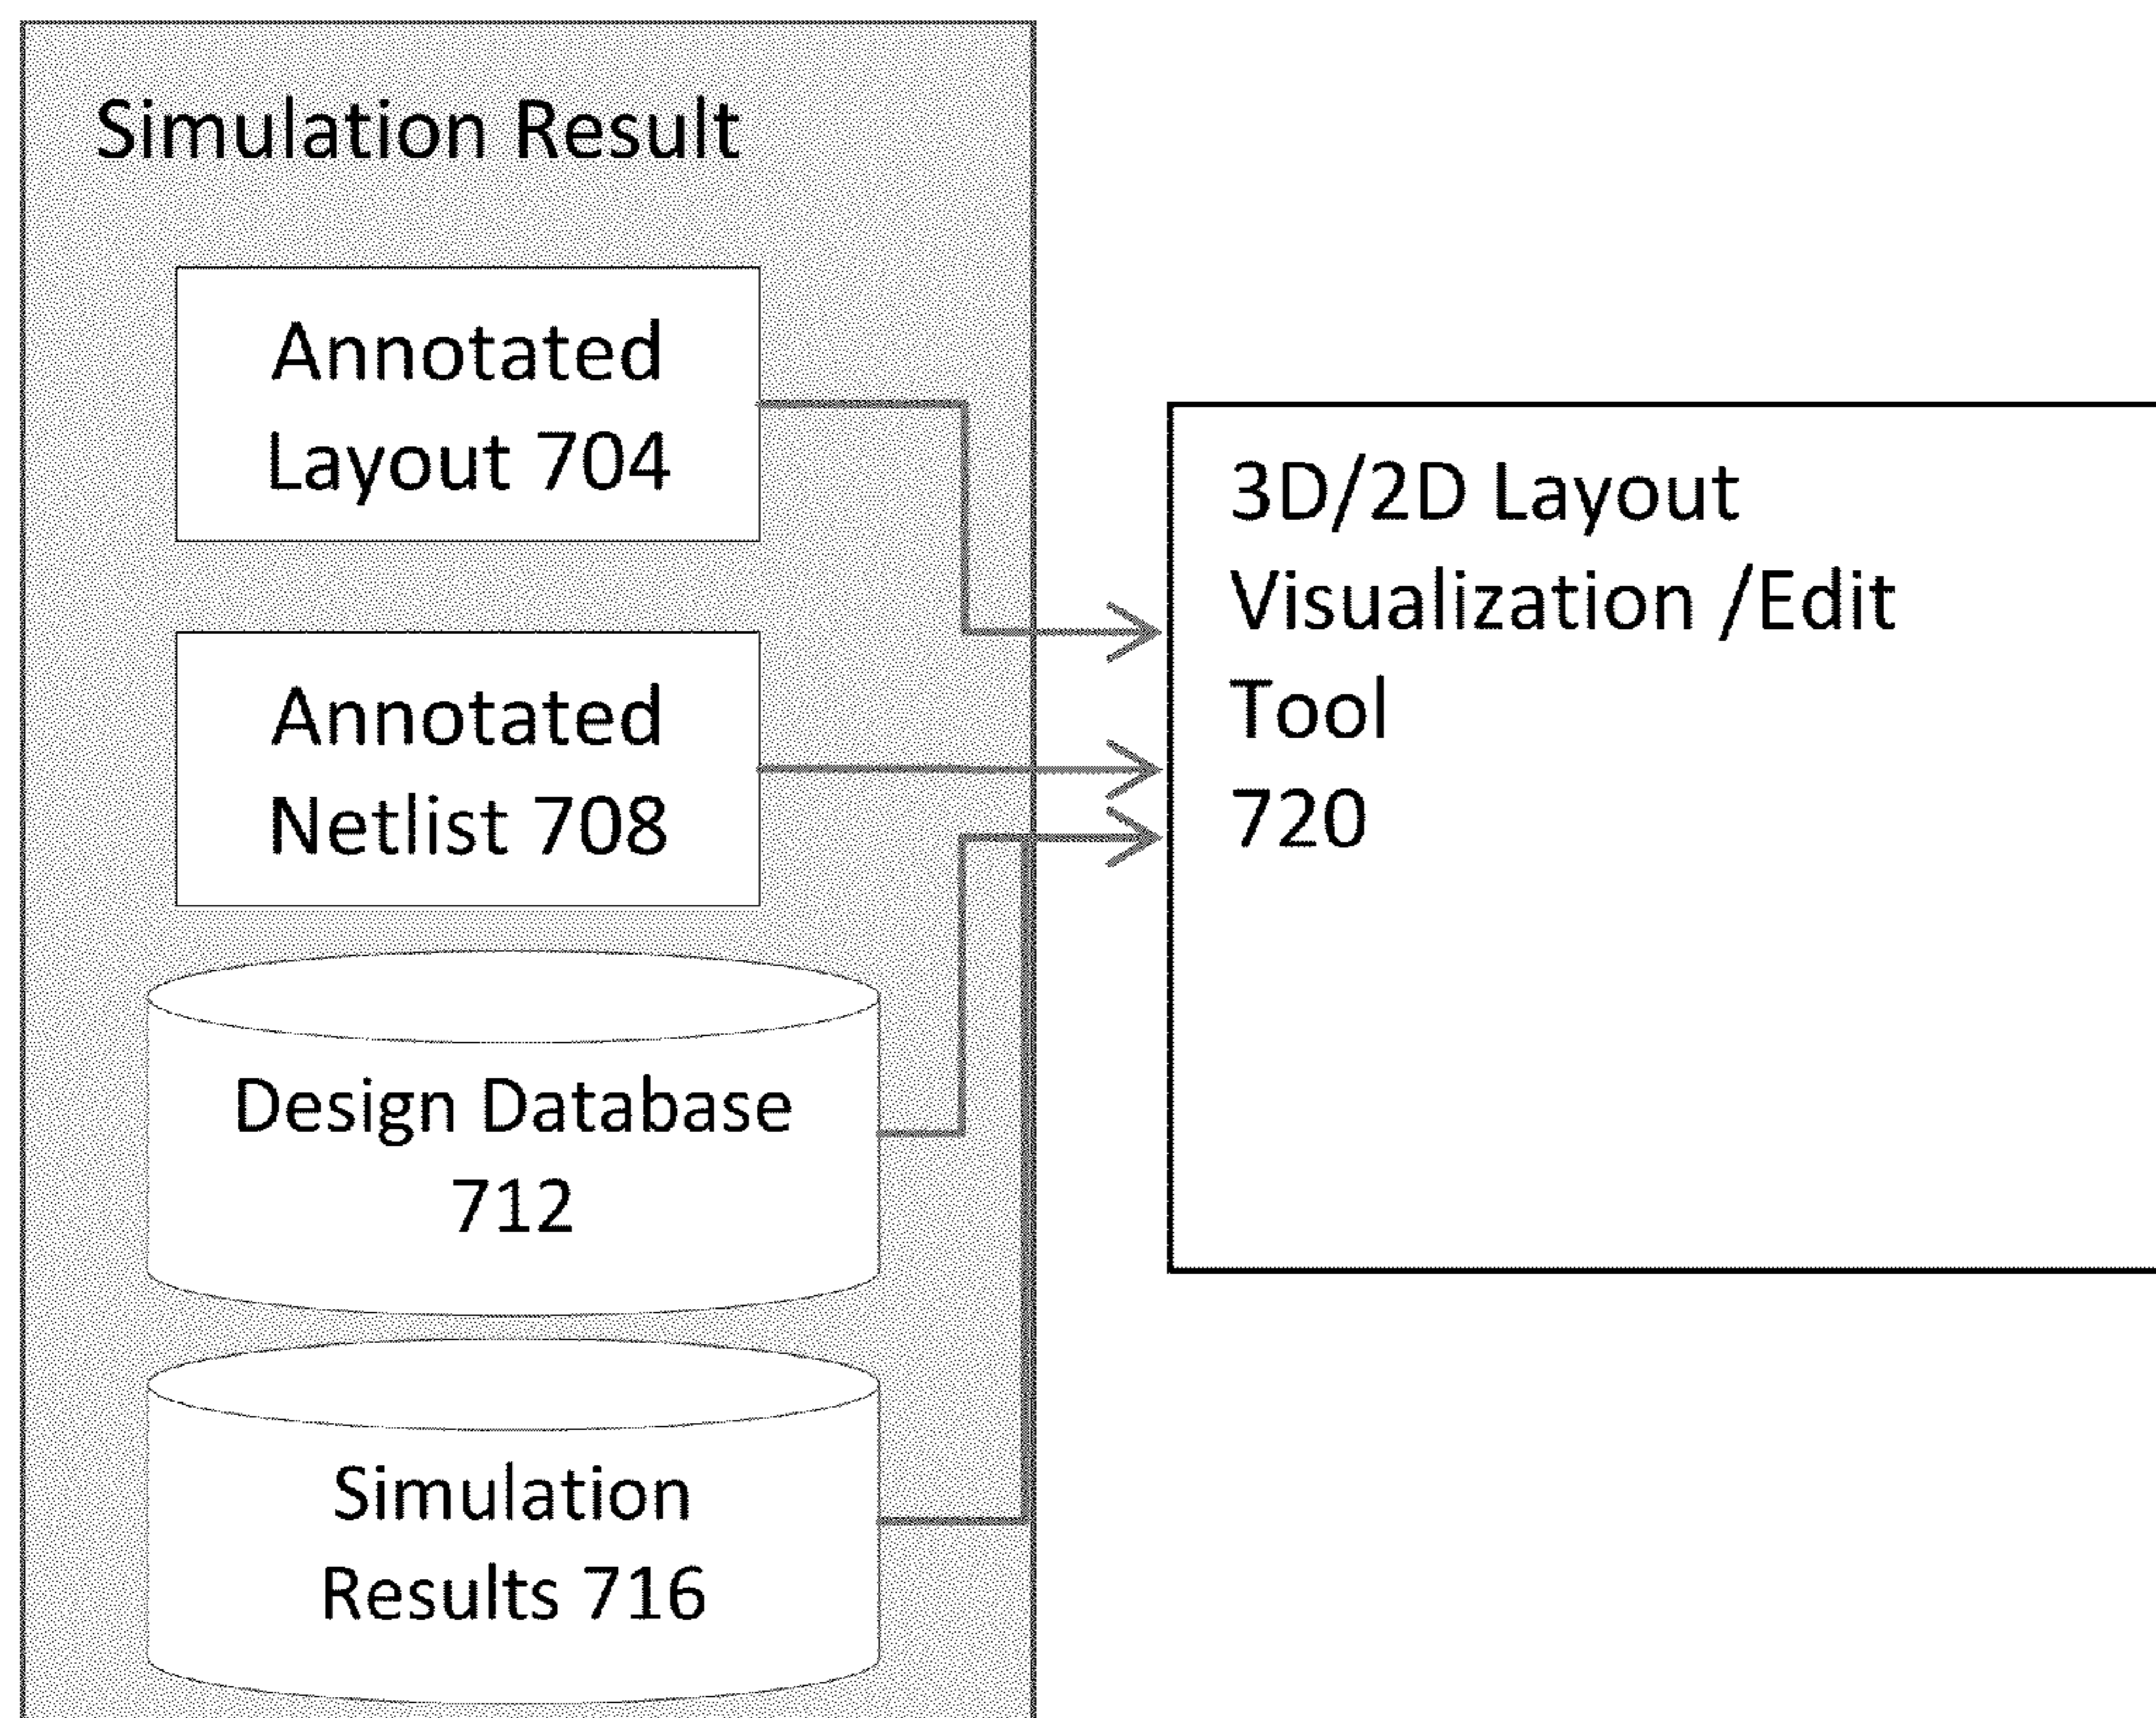 Simulation Result
Annotated
Layout 704
Annotated
Netlist 708
Design Database
712
Simulation
Results 716
3D/2D Layout
Visualization /Edit
Tool
720